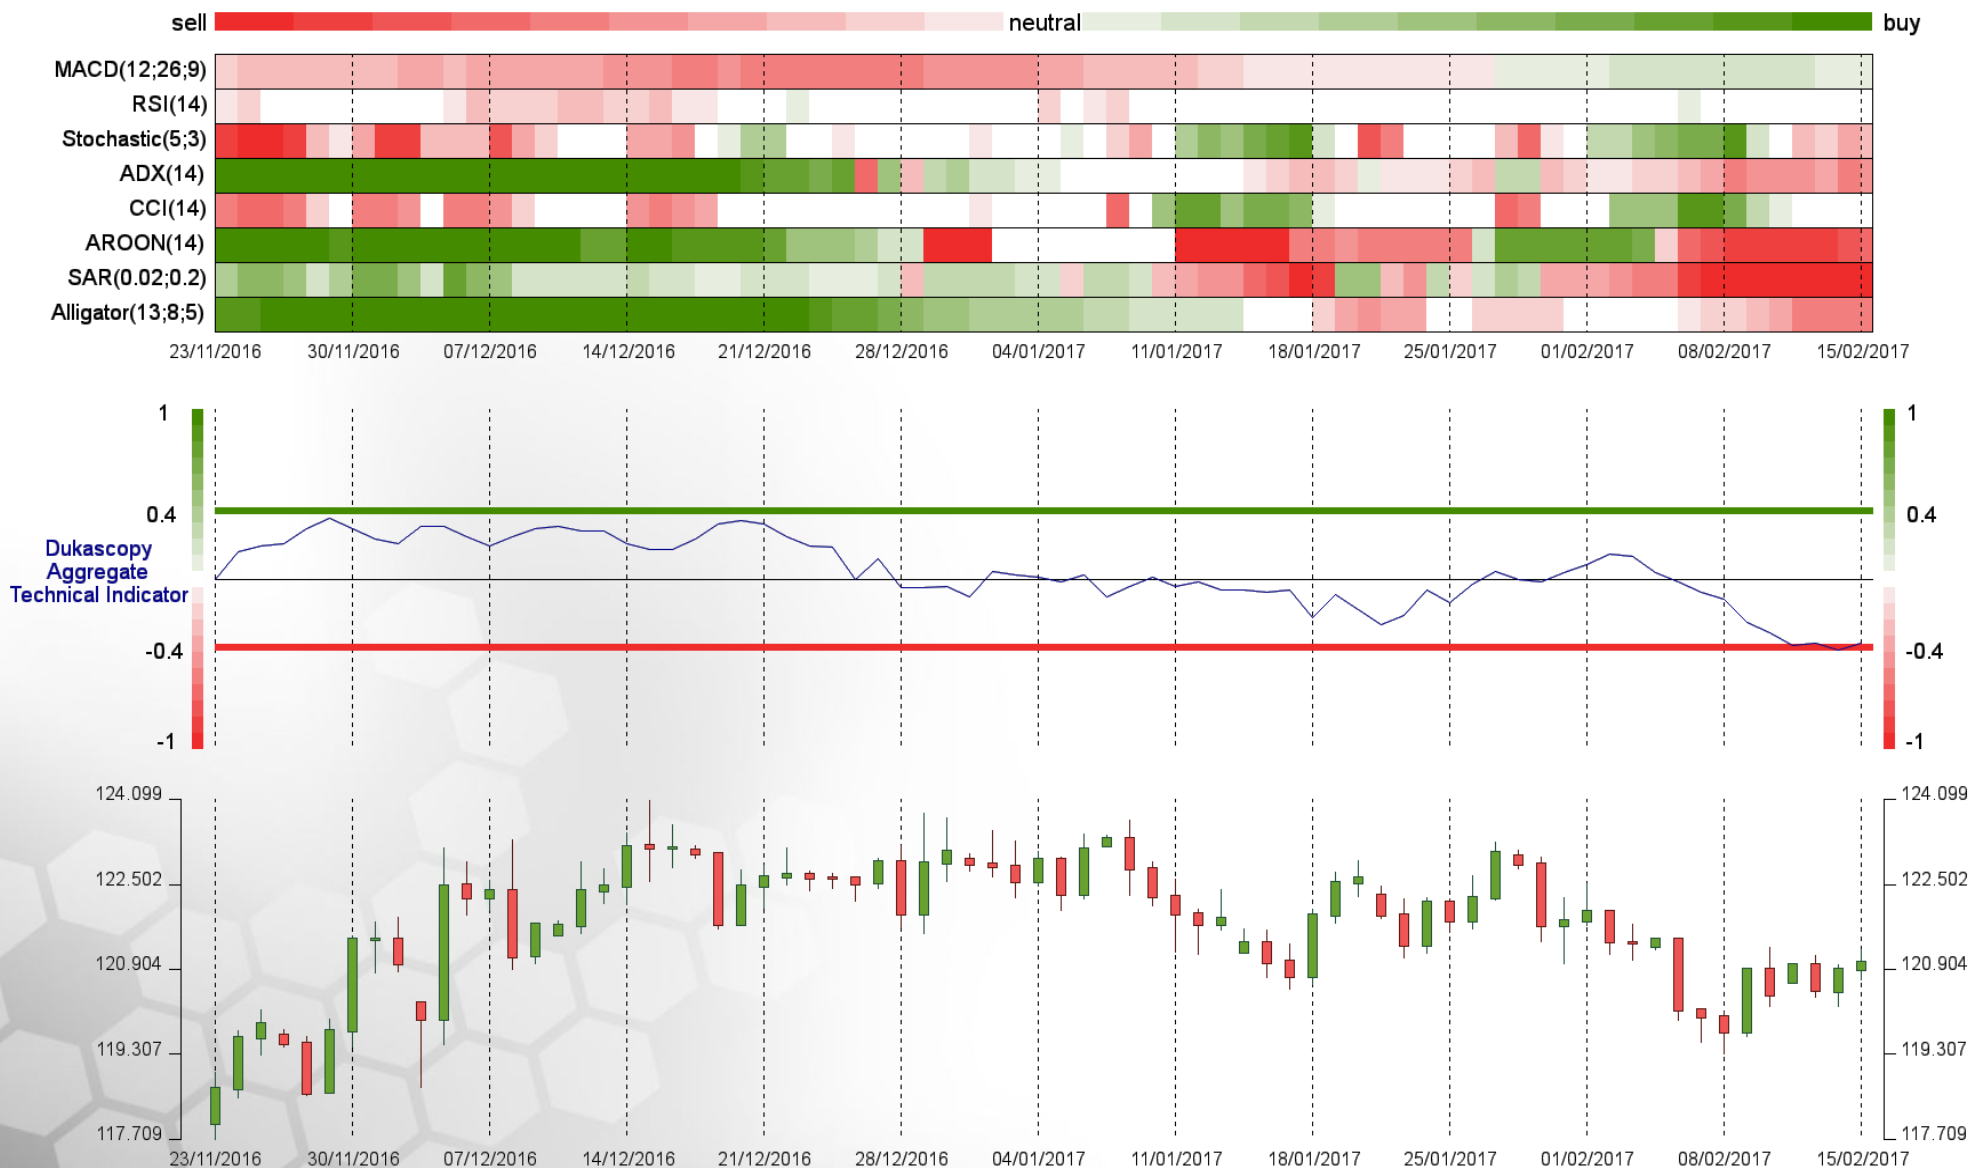 sell neutral buy
MACD(12;26;9)
RSI(14)
Stochastic(5;3)
ADX(14)
CCI(14)
AROON(14)
SAR(0.02;0.2)
Alligator(13;8;5)
23/11/2016 30/11/2016 07/12/2016 14/12/2016 21/12/2016 28/12/2016 04/01/2017 11/01/2017 18/01/2017 25/01/2017 01/02/2017 08/02/2017 15/02/2017
1 1
0.4 0.4
Dukascopy
Aggregate
Technical Indicator
-0.4 -0.4
-1 -1
124.099 124.099
122.502 122.502
120.904 120.904
119.307 119.307
117.709 117.709
23/11/2016 30/11/2016 07/12/2016 14/12/2016 21/12/2016 28/12/2016 04/01/2017 11/01/2017 18/01/2017 25/01/2017 01/02/2017 08/02/2017 15/02/2017